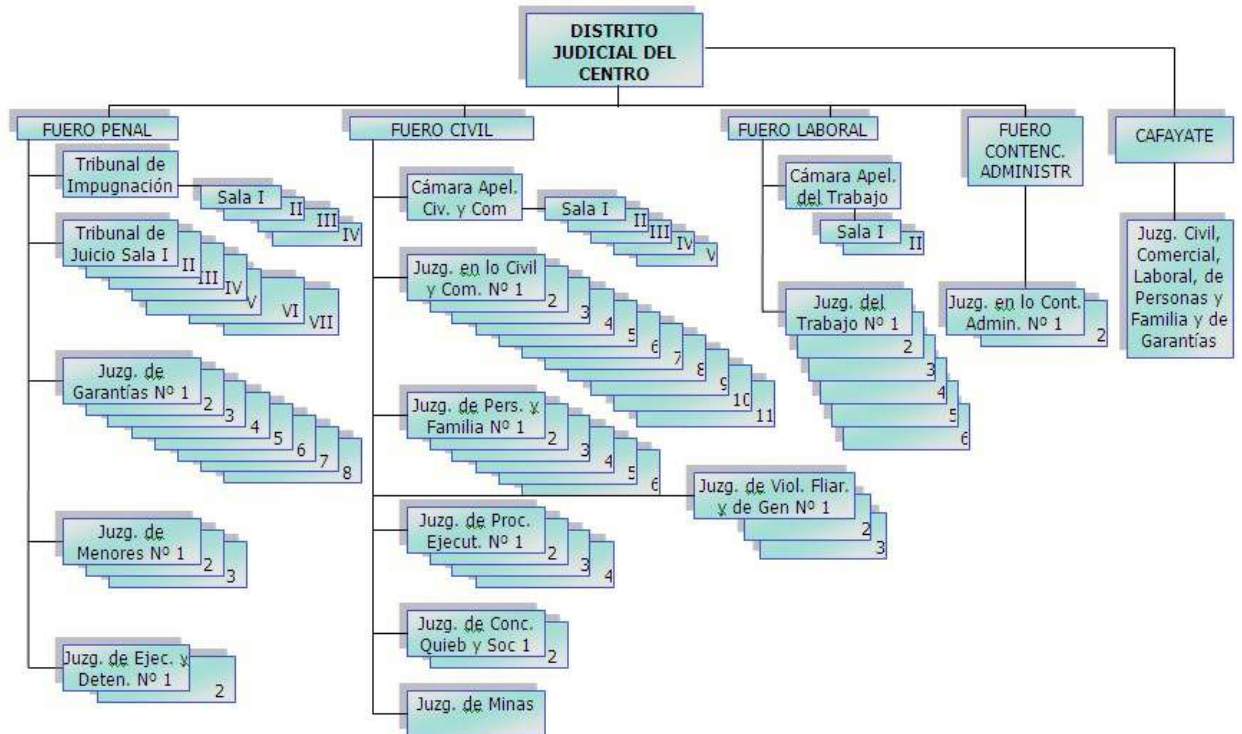 DISTRITO
JUDICIAL DEL
CENTRO
FUERO PENAL
Tribunal de
Impugnación
Sala I
II
III
IV
Tribunal de
Juicio Sala I
II
III
IV
V
VI
VII
Juzg. de
Garantías Nº 1
2
3
4
5
6
7
8
Juzg. de
Menores Nº 1
2
3
Juzg. de Ejec. y
Deten. Nº 1
2
FUERO CIVIL
Cámara Apel.
Civ. y Com
Sala I
II
III
IV
V
Juzg. en lo Civil
y Com. Nº 1
2
3
4
5
6
7
8
9
10
11
Juzg. de Pers. y
Familia Nº 1
2
3
4
5
6
Juzg. de Viol. Fliar.
y de Gen Nº 1
2
3
Juzg. de Proc.
Ejecut. Nº 1
2
3
4
Juzg. de Conc.
Quieb y Soc 1
2
Juzg. de Minas
FUERO LABORAL
Cámara Apel.
del Trabajo
Sala I
II
Juzg. del
Trabajo Nº 1
2
3
4
5
6
FUERO
CONTENC.
ADMINISTR
Juzg. en lo Cont.
Admin. Nº 1
2
CAFAYATE
Juzg. Civil,
Comercial,
Laboral, de
Personas y
Familia y de
Garantías